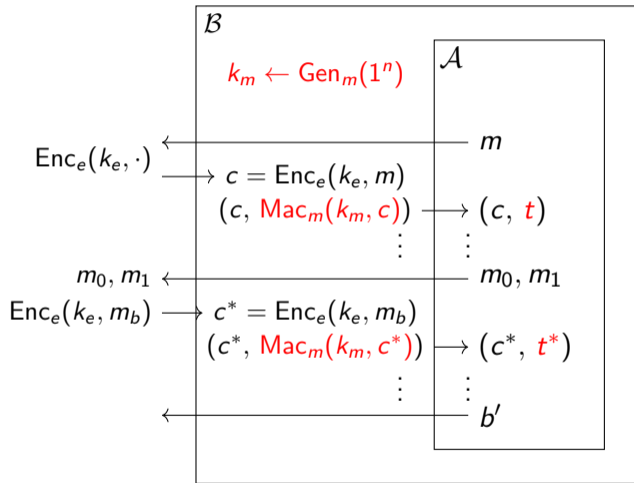 ℬ
𝒜
k_m ← Gen_m(1^n)
m
Enc_e(k_e, ·)
c = Enc_e(k_e, m)
(c, Mac_m(k_m, c))
(c, t)
⋮ ⋮
m_0, m_1
m_0, m_1
Enc_e(k_e, m_b)
c* = Enc_e(k_e, m_b)
(c*, Mac_m(k_m, c*))
(c*, t*)
⋮ ⋮
b′